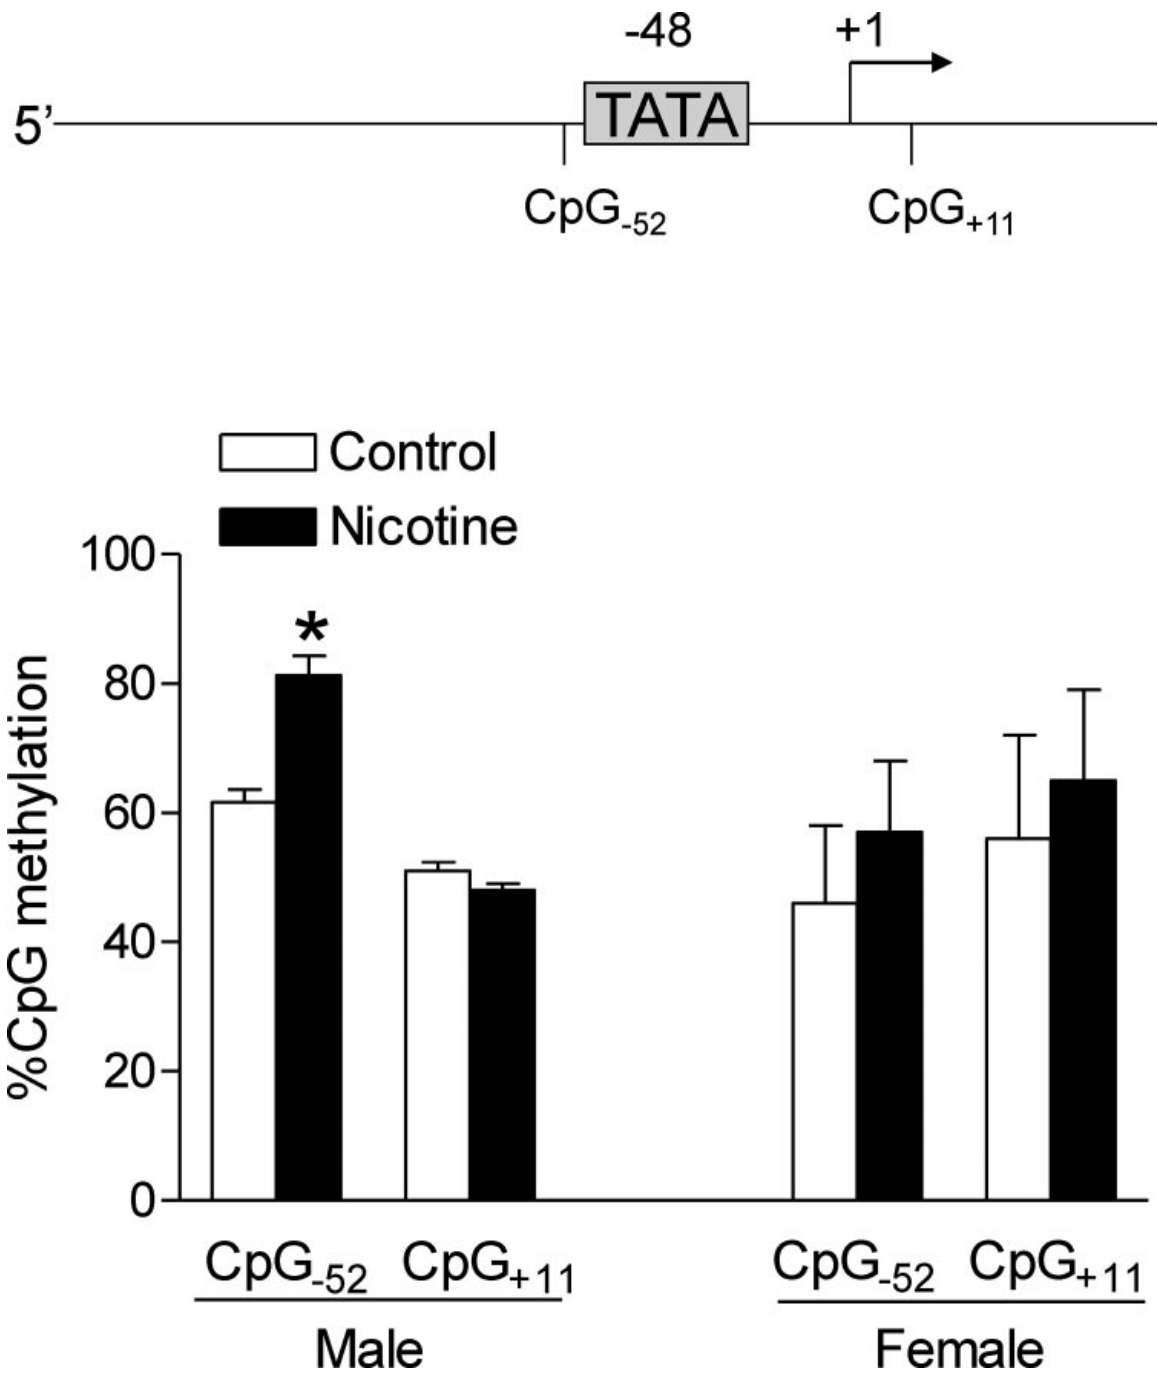 -48 +1
5’ TATA
CpG-52 CpG+11
Control
Nicotine
100
80
60
40
20
0
%CpG methylation
*
CpG-52 CpG+11 CpG-52 CpG+11
Male Female